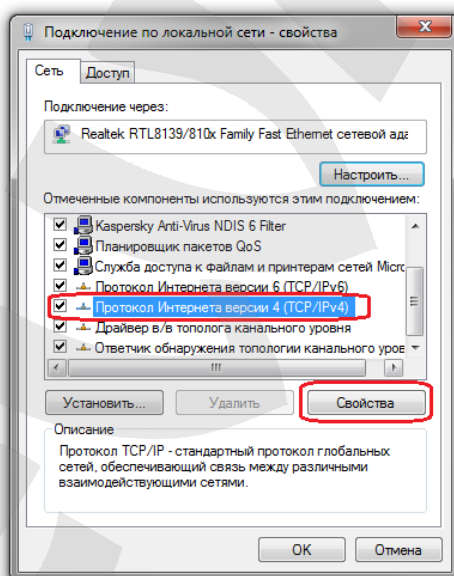 Подключение по локальной сети - свойства
Сеть Доступ
Подключение через:
Realtek RTL8139/810x Family Fast Ethernet сетевой ада
Настроить...
Отмеченные компоненты используются этим подключением:
Kaspersky Anti-Virus NDIS 6 Filter
Планировщик пакетов QoS
Служба доступа к файлам и принтерам сетей Micro
Протокол Интернета версии 6 (TCP/IPv6)
Протокол Интернета версии 4 (TCP/IPv4)
Драйвер в/в тополога канального уровня
Ответчик обнаружения топологии канального уров
Установить... Удалить Свойства
Описание
Протокол TCP/IP - стандартный протокол глобальных
сетей, обеспечивающий связь между различными
взаимодействующими сетями.
OK Отмена